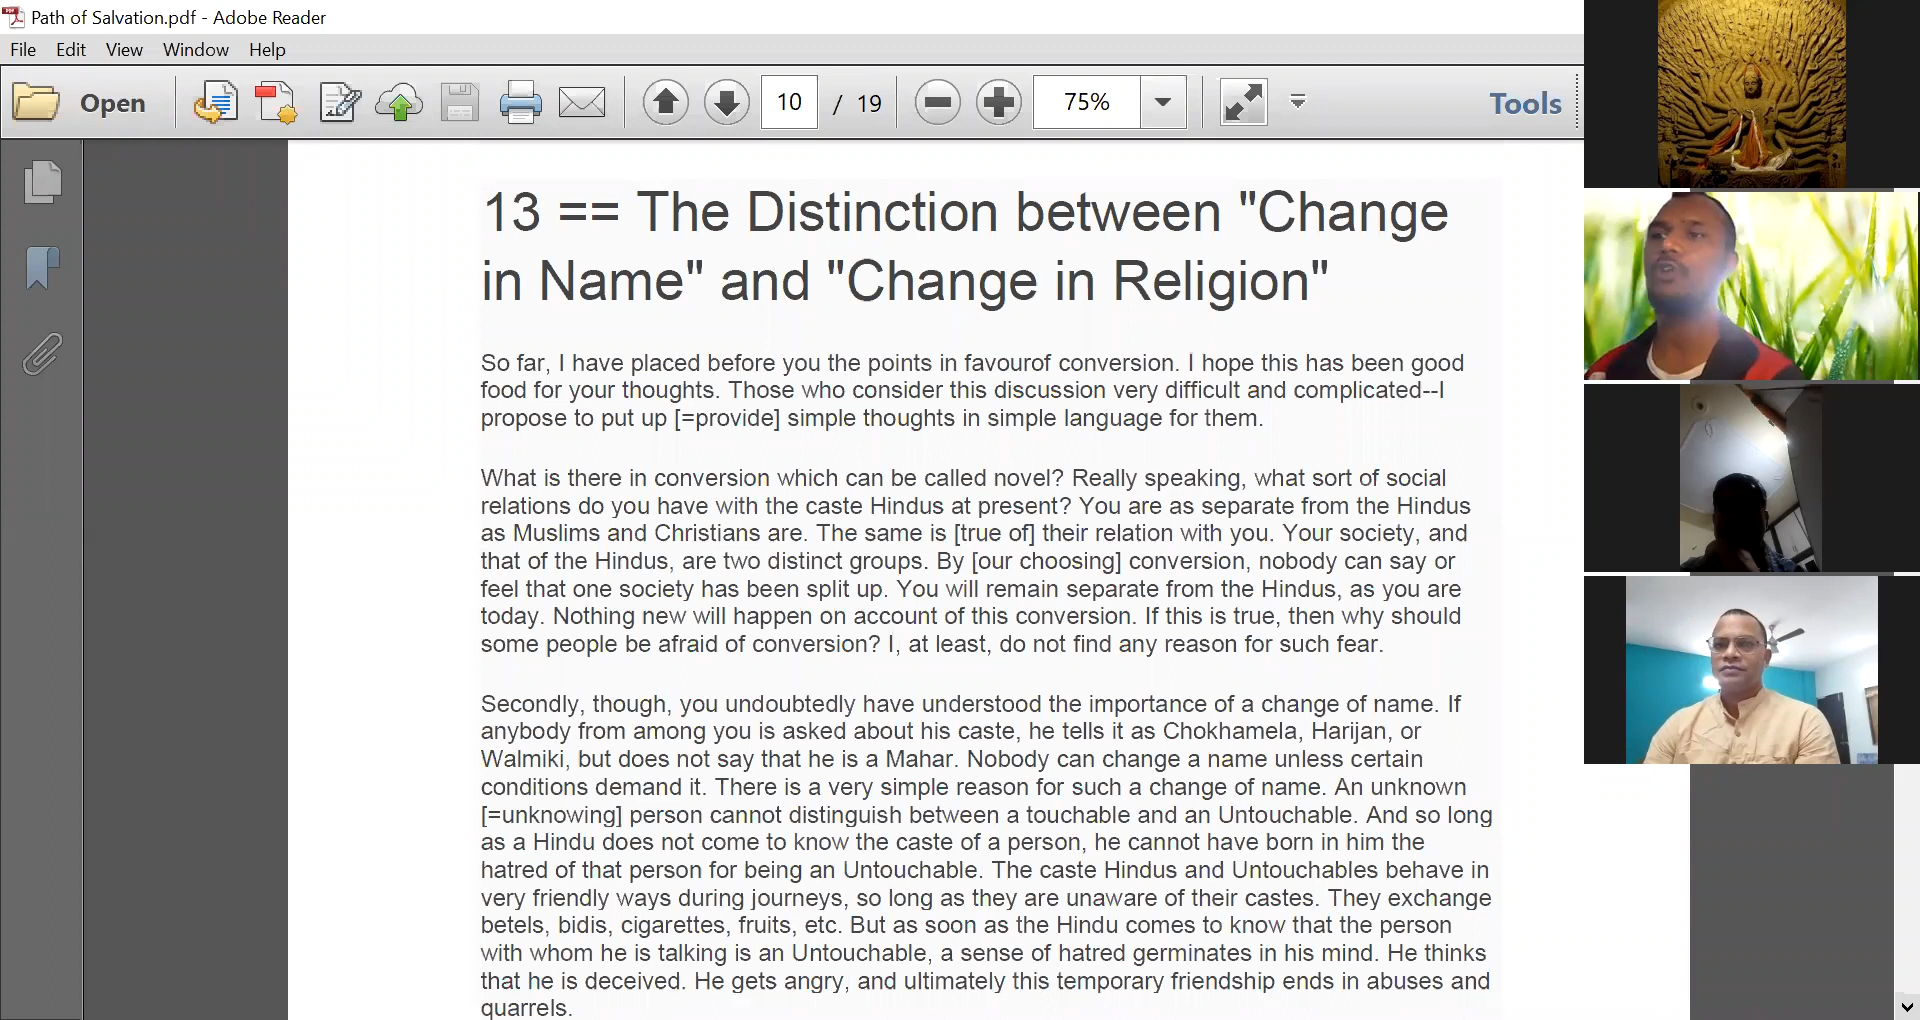 Path of Salvation.pdf - Adobe Reader
File Edit View Window Help
Open 10 / 19 75% Tools
13 == The Distinction between "Change
in Name" and "Change in Religion"
So far, I have placed before you the points in favourof conversion. I hope this has been good
food for your thoughts. Those who consider this discussion very difficult and complicated--I
propose to put up [=provide] simple thoughts in simple language for them.
What is there in conversion which can be called novel? Really speaking, what sort of social
relations do you have with the caste Hindus at present? You are as separate from the Hindus
as Muslims and Christians are. The same is [true of] their relation with you. Your society, and
that of the Hindus, are two distinct groups. By [our choosing] conversion, nobody can say or
feel that one society has been split up. You will remain separate from the Hindus, as you are
today. Nothing new will happen on account of this conversion. If this is true, then why should
some people be afraid of conversion? I, at least, do not find any reason for such fear.
Secondly, though, you undoubtedly have understood the importance of a change of name. If
anybody from among you is asked about his caste, he tells it as Chokhamela, Harijan, or
Walmiki, but does not say that he is a Mahar. Nobody can change a name unless certain
conditions demand it. There is a very simple reason for such a change of name. An unknown
[=unknowing] person cannot distinguish between a touchable and an Untouchable. And so long
as a Hindu does not come to know the caste of a person, he cannot have born in him the
hatred of that person for being an Untouchable. The caste Hindus and Untouchables behave in
very friendly ways during journeys, so long as they are unaware of their castes. They exchange
betels, bidis, cigarettes, fruits, etc. But as soon as the Hindu comes to know that the person
with whom he is talking is an Untouchable, a sense of hatred germinates in his mind. He thinks
that he is deceived. He gets angry, and ultimately this temporary friendship ends in abuses and
quarrels.